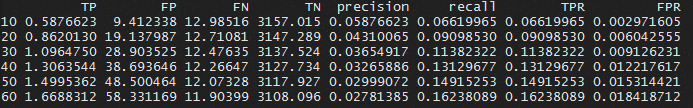 TP FP FN TN precision recall TPR FPR
10 0.5876623 9.412338 12.98516 3157.015 0.05876623 0.06619965 0.06619965 0.002971605
20 0.8620130 19.137987 12.71081 3147.289 0.04310065 0.09098530 0.09098530 0.006042555
30 1.0964750 28.903525 12.47635 3137.524 0.03654917 0.11382322 0.11382322 0.009126231
40 1.3063544 38.693646 12.26647 3127.734 0.03265886 0.13129677 0.13129677 0.012217617
50 1.4995362 48.500464 12.07328 3117.927 0.02999072 0.14915253 0.14915253 0.015314421
60 1.6688312 58.331169 11.90399 3108.096 0.02781385 0.16238089 0.16238089 0.018418712